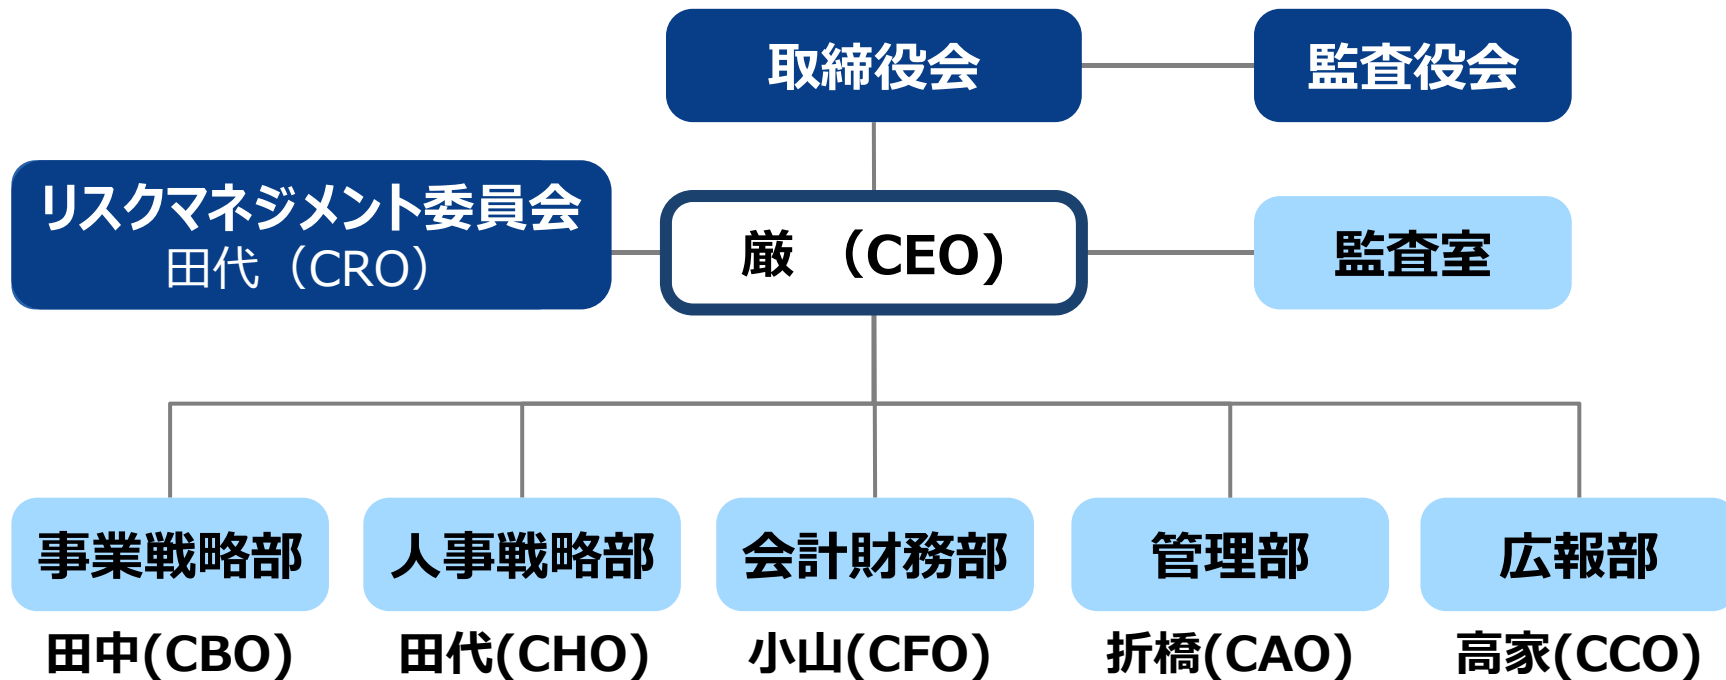 取締役会
監査役会
リスクマネジメント委員会
田代（CRO）
厳 （CEO）
監査室
事業戦略部
人事戦略部
会計財務部
管理部
広報部
田中(CBO)
田代(CHO)
小山(CFO)
折橋(CAO)
高家(CCO)